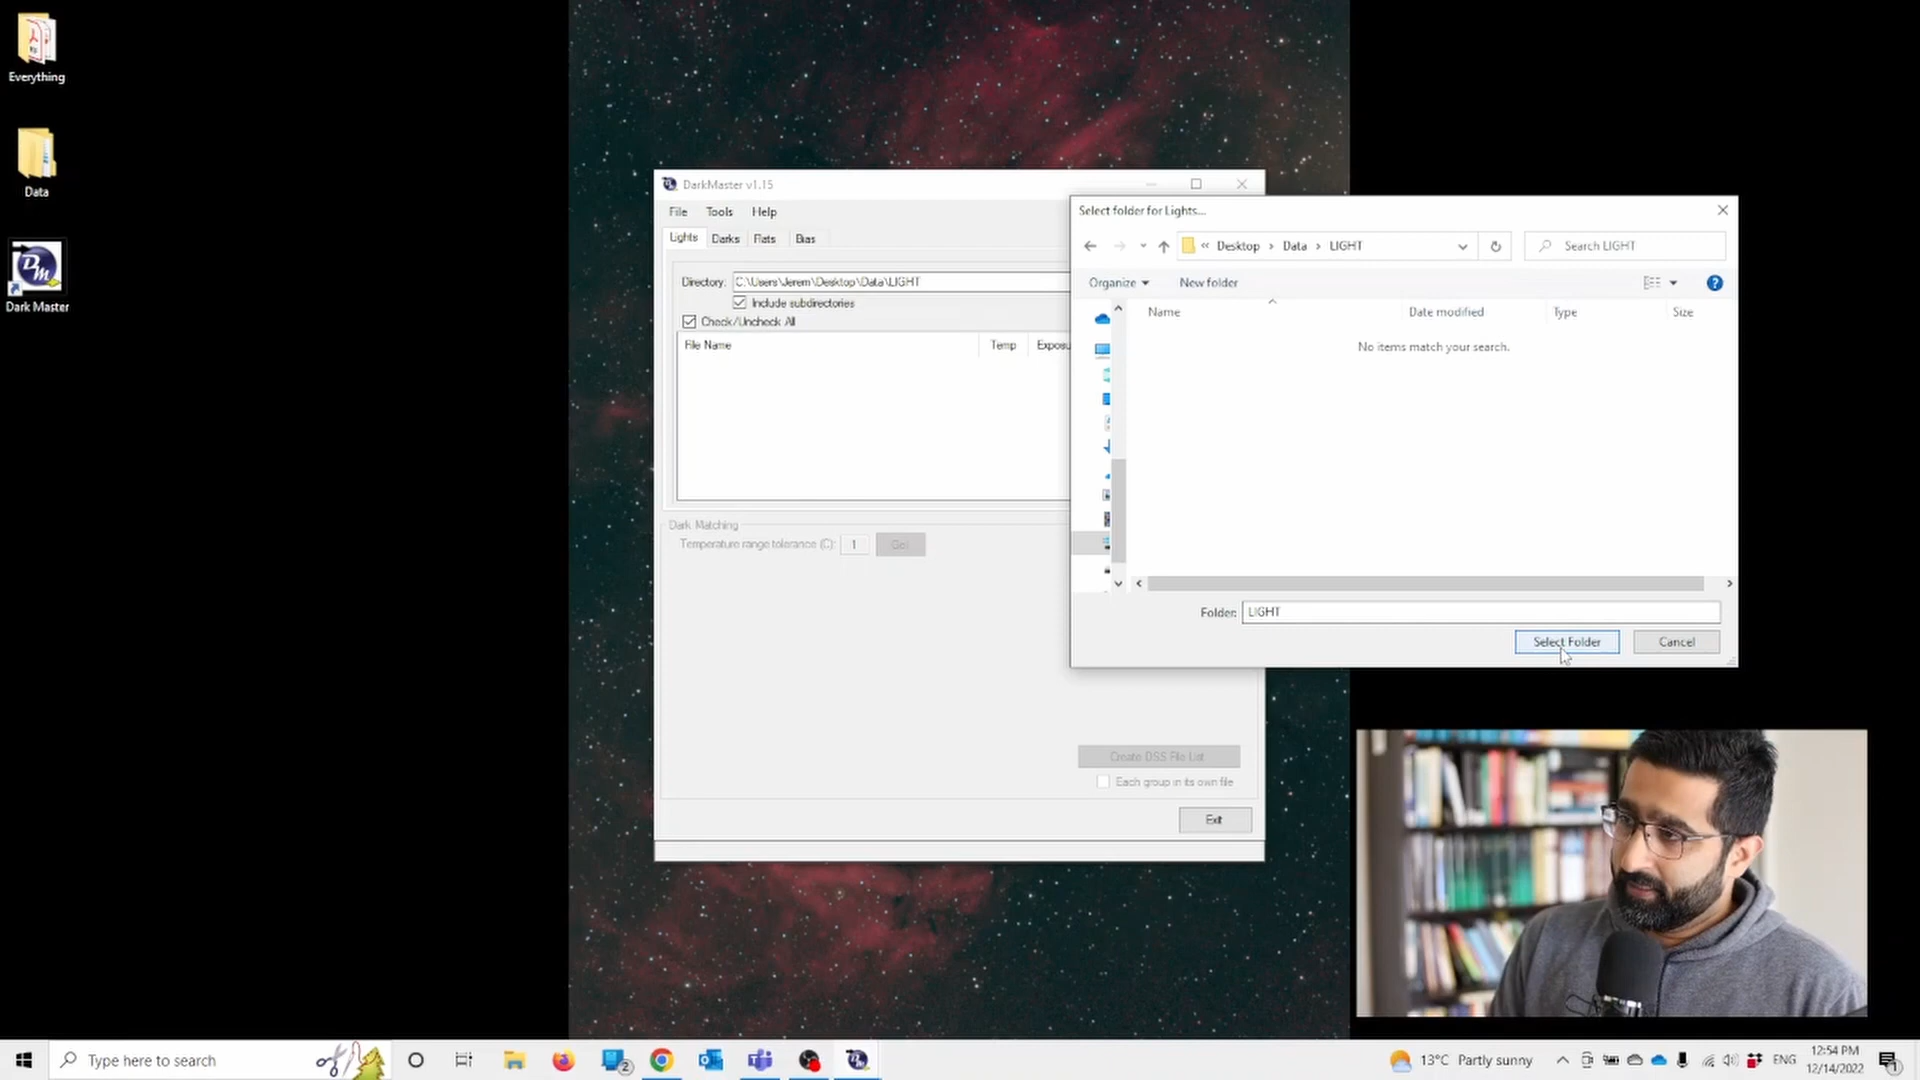 Everything
Data
DM
Dark Master
DM DarkMaster v1.15
File Tools Help
Lights Darks Flats Bias
Directory: C:\Users\Jerem\Desktop\Data\LIGHT
Include subdirectories
Check/Uncheck All
File Name Temp Exposu
Dark Matching
Temperature range tolerance (C): 1 Go!
Create DSS File List
Each group in its own file
Exit
Select folder for Lights...
« Desktop › Data › LIGHT
Search LIGHT
Organize New folder
?
Name Date modified Type Size
No items match your search.
Folder: LIGHT
Select Folder Cancel
Type here to search
2
13°C Partly sunny
ENG
12:54 PM
12/14/2022
1